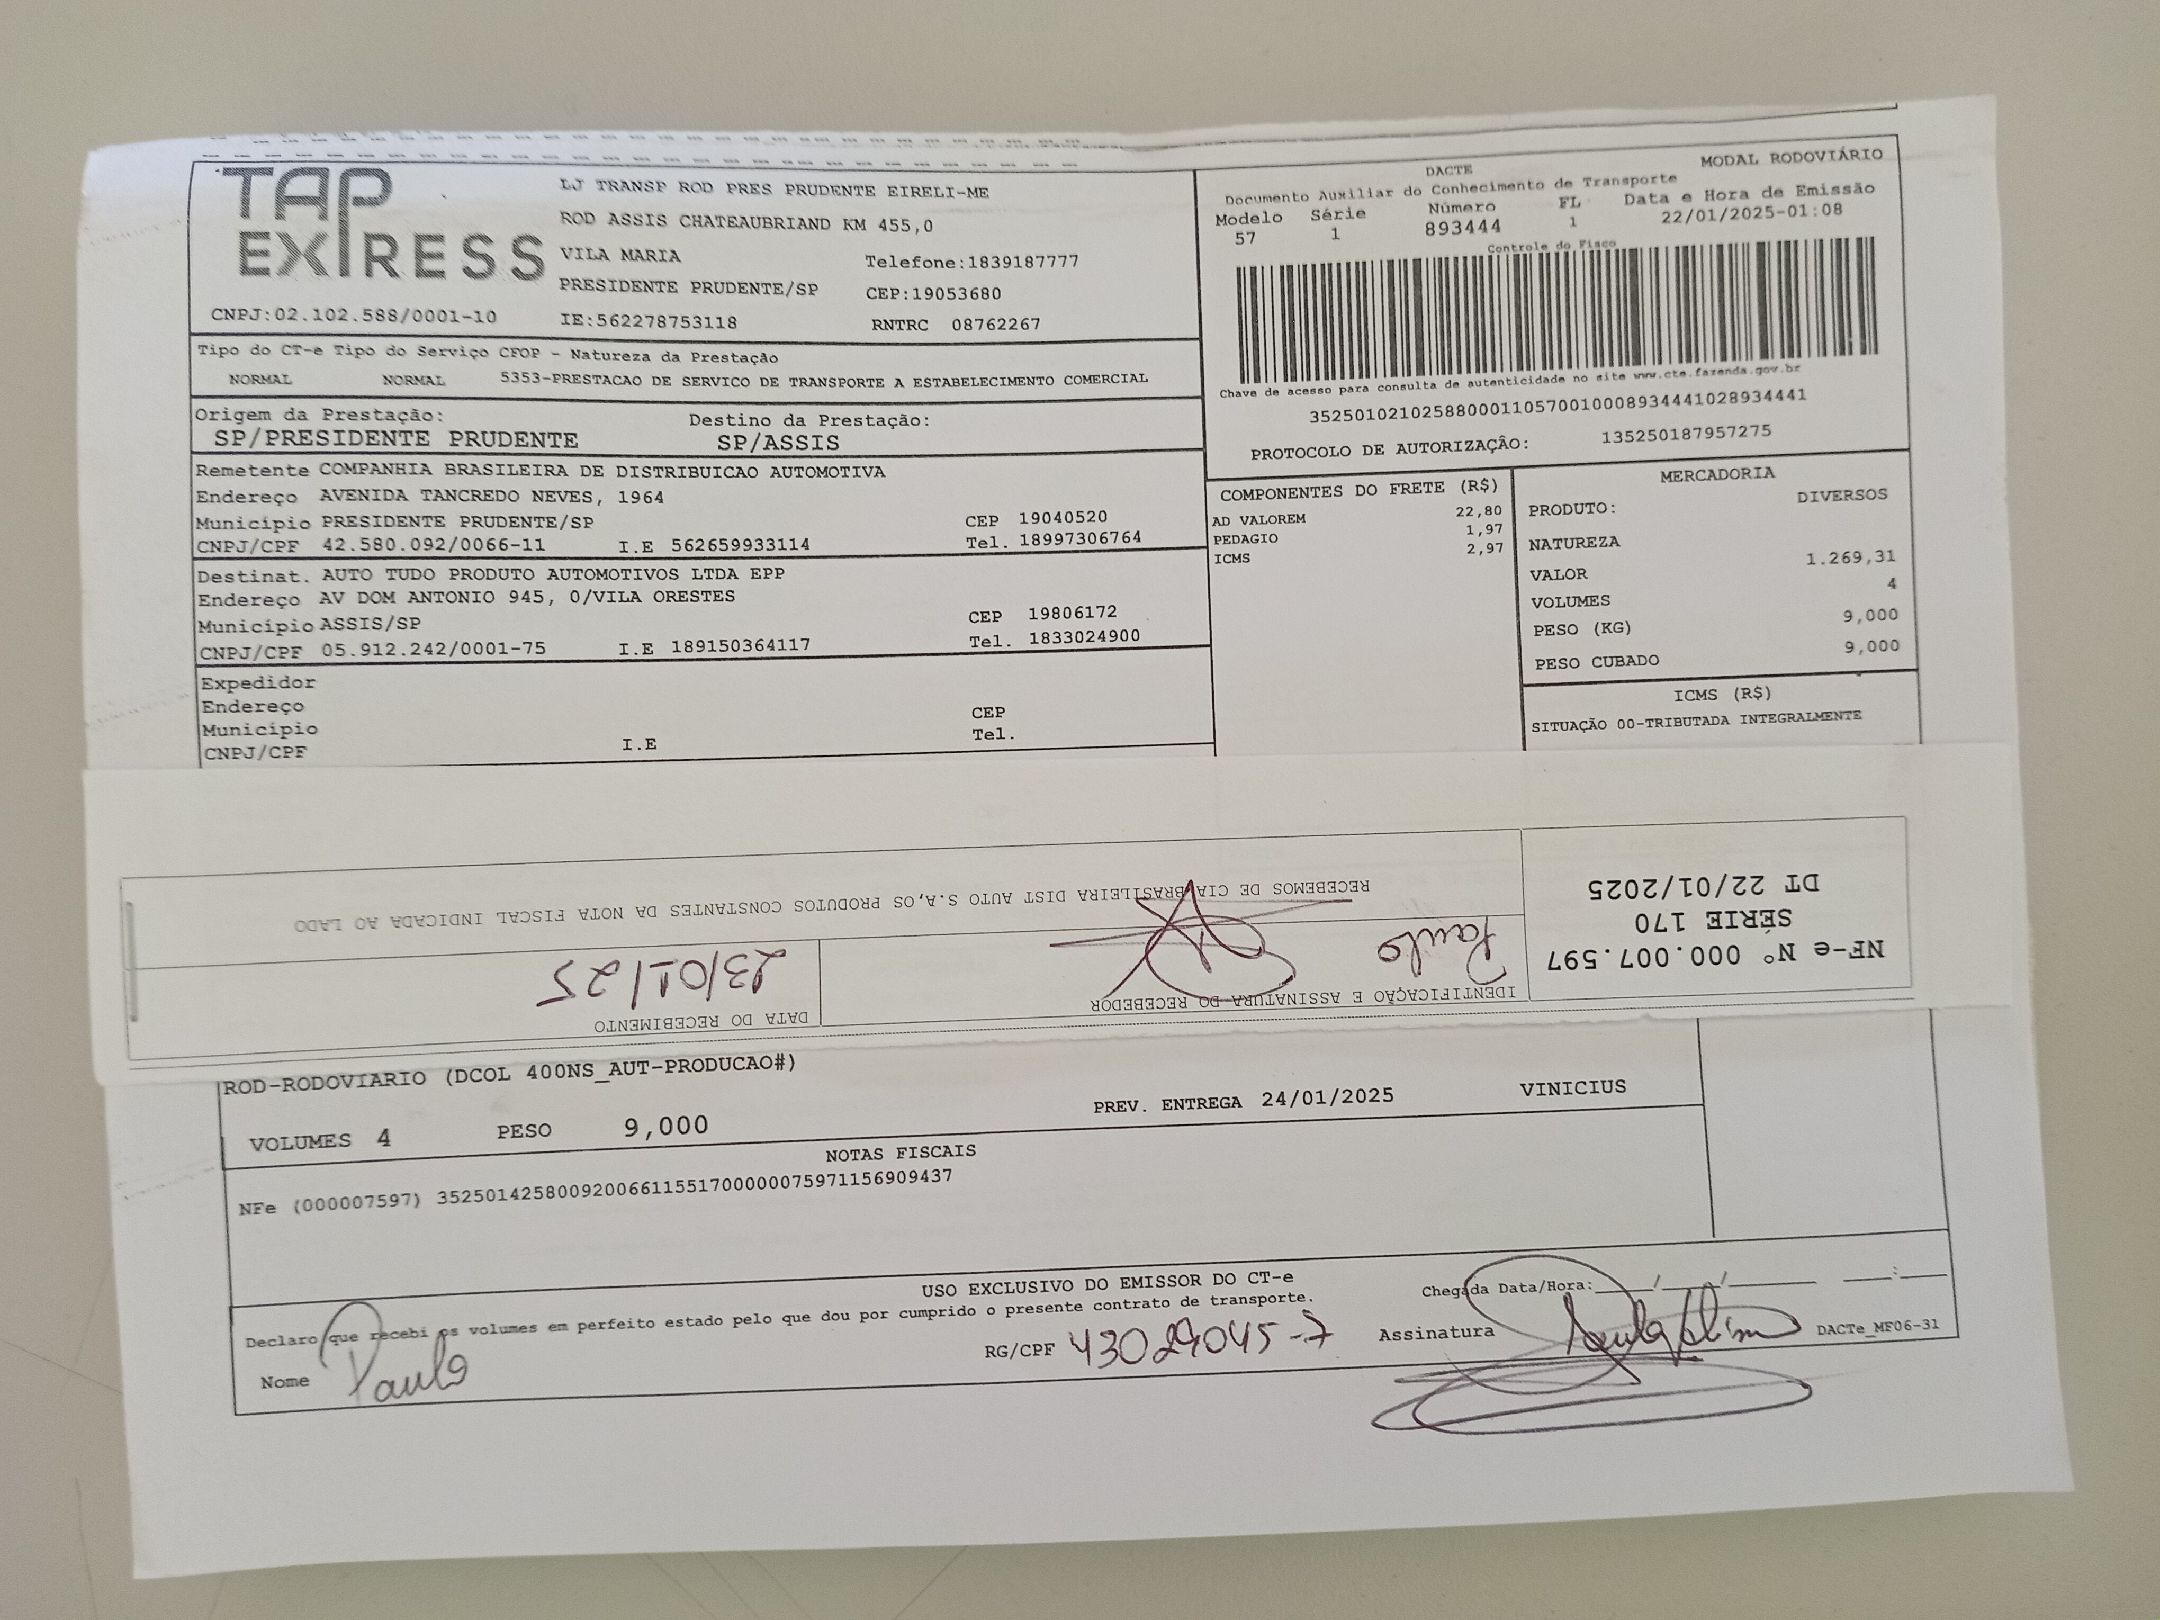 TAP EXPRESS
LJ TRANSP ROD PRES PRUDENTE EIRELI-ME
ROD ASSIS CHATEAUBRIAND KM 455,0
VILA MARIA Telefone:1839187777
PRESIDENTE PRUDENTE/SP CEP:19053680
CNPJ:02.102.588/0001-10 IE:562278753118 RNTRC 08762267
DACTE MODAL RODOVIÁRIO
Documento Auxiliar do Conhecimento de Transporte
Modelo Série Número FL Data e Hora de Emissão
57 1 893444 1 22/01/2025-01:08
Controle do Fisco
Chave de acesso para consulta de autenticidade no site www.cte.fazenda.gov.br
35250102102588000110570010008934441028934441
PROTOCOLO DE AUTORIZAÇÃO: 135250187957275
Tipo do CT-e Tipo do Serviço CFOP - Natureza da Prestação
NORMAL NORMAL 5353-PRESTACAO DE SERVICO DE TRANSPORTE A ESTABELECIMENTO COMERCIAL
Origem da Prestação: Destino da Prestação:
SP/PRESIDENTE PRUDENTE SP/ASSIS
Remetente COMPANHIA BRASILEIRA DE DISTRIBUICAO AUTOMOTIVA
Endereço AVENIDA TANCREDO NEVES, 1964
Município PRESIDENTE PRUDENTE/SP CEP 19040520
CNPJ/CPF 42.580.092/0066-11 I.E 562659933114 Tel. 18997306764
Destinat. AUTO TUDO PRODUTO AUTOMOTIVOS LTDA EPP
Endereço AV DOM ANTONIO 945, 0/VILA ORESTES
Município ASSIS/SP CEP 19806172
CNPJ/CPF 05.912.242/0001-75 I.E 189150364117 Tel. 1833024900
Expedidor
Endereço
Município CEP
CNPJ/CPF I.E Tel.
COMPONENTES DO FRETE (R$)
AD VALOREM 22,80
PEDAGIO 1,97
ICMS 2,97
MERCADORIA
PRODUTO: DIVERSOS
NATUREZA
VALOR 1.269,31
VOLUMES 4
PESO (KG) 9,000
PESO CUBADO 9,000
ICMS (R$)
SITUAÇÃO 00-TRIBUTADA INTEGRALMENTE
RECEBEMOS DE CIA BRASILEIRA DIST AUTO S.A, OS PRODUTOS CONSTANTES DA NOTA FISCAL INDICADA AO LADO
DATA DO RECEBIMENTO
23/01/25
IDENTIFICAÇÃO E ASSINATURA DO RECEBEDOR
Paulo
NF-e Nº 000.007.597
SÉRIE 170
DT 22/01/2025
ROD-RODOVIARIO (DCOL 400NS_AUT-PRODUCAO#)
VOLUMES 4 PESO 9,000 PREV. ENTREGA 24/01/2025 VINICIUS
NOTAS FISCAIS
NFe (000007597) 35250142580092006611551700000075971156909437
USO EXCLUSIVO DO EMISSOR DO CT-e
Declaro que recebi os volumes em perfeito estado pelo que dou por cumprido o presente contrato de transporte.
Chegada Data/Hora:___/___/______ ___:___
Nome Paulo RG/CPF 43029045-7 Assinatura DACTe_MF06-31